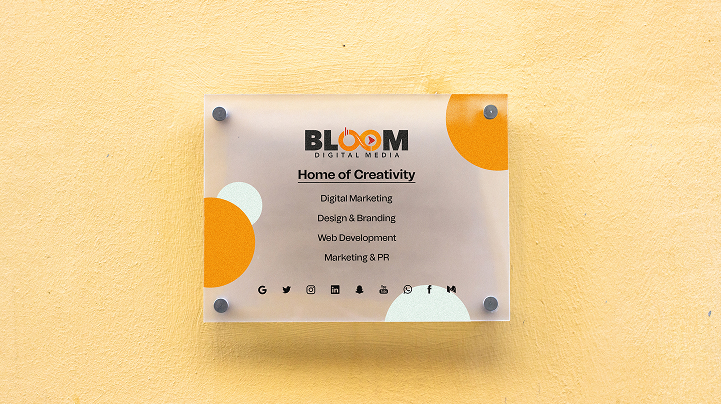 BLOOM
DIGITAL MEDIA
Home of Creativity
Digital Marketing
Design & Branding
Web Development
Marketing & PR